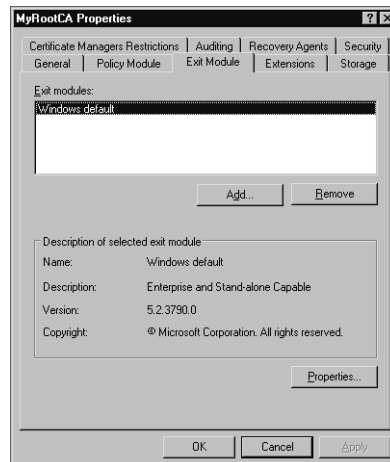 MyRootCA Properties
Certificate Managers Restrictions Auditing Recovery Agents Security
General Policy Module Exit Module Extensions Storage
Exit modules:
Windows default
Add... Remove
Description of selected exit module
Name: Windows default
Description: Enterprise and Stand-alone Capable
Version: 5.2.3790.0
Copyright: © Microsoft Corporation. All rights reserved.
Properties...
OK Cancel Apply